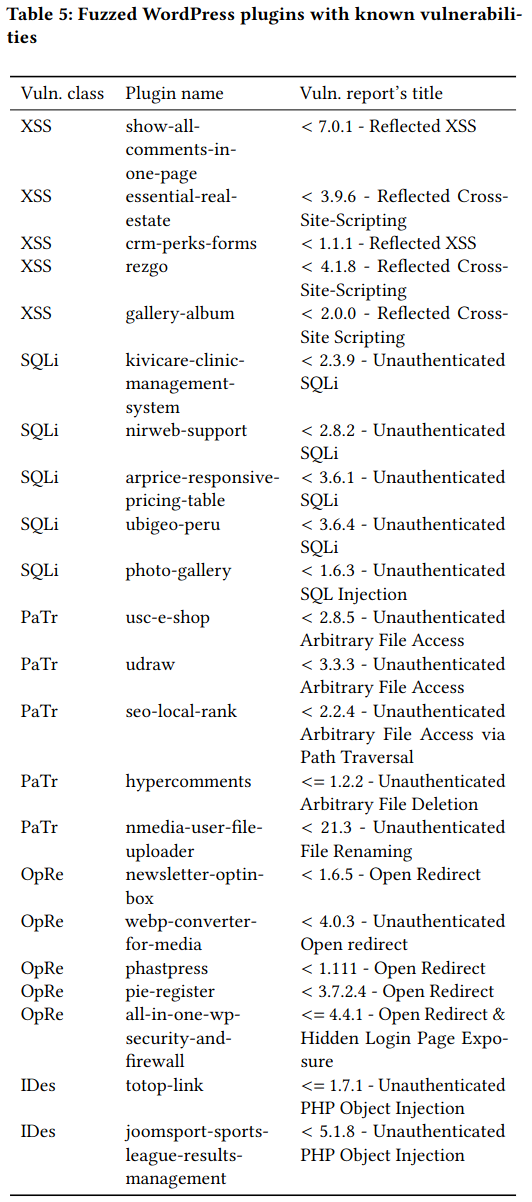 Table 5: Fuzzed WordPress plugins with known vulnerabili-
ties
Vuln. class Plugin name Vuln. report's title
XSS show-all- < 7.0.1 - Reflected XSS
comments-in-
one-page
XSS essential-real- < 3.9.6 - Reflected Cross-
estate Site-Scripting
XSS crm-perks-forms < 1.1.1 - Reflected XSS
XSS rezgo < 4.1.8 - Reflected Cross-
Site-Scripting
XSS gallery-album < 2.0.0 - Reflected Cross-
Site Scripting
SQLi kivicare-clinic- < 2.3.9 - Unauthenticated
management- SQLi
system
SQLi nirweb-support < 2.8.2 - Unauthenticated
SQLi
SQLi arprice-responsive- < 3.6.1 - Unauthenticated
pricing-table SQLi
SQLi ubigeo-peru < 3.6.4 - Unauthenticated
SQLi
SQLi photo-gallery < 1.6.3 - Unauthenticated
SQL Injection
PaTr usc-e-shop < 2.8.5 - Unauthenticated
Arbitrary File Access
PaTr udraw < 3.3.3 - Unauthenticated
Arbitrary File Access
PaTr seo-local-rank < 2.2.4 - Unauthenticated
Arbitrary File Access via
Path Traversal
PaTr hypercomments <= 1.2.2 - Unauthenticated
Arbitrary File Deletion
PaTr nmedia-user-file- < 21.3 - Unauthenticated
uploader File Renaming
OpRe newsletter-optin- < 1.6.5 - Open Redirect
box
OpRe webp-converter- < 4.0.3 - Unauthenticated
for-media Open redirect
OpRe phastpress < 1.111 - Open Redirect
OpRe pie-register < 3.7.2.4 - Open Redirect
OpRe all-in-one-wp- <= 4.4.1 - Open Redirect &
security-and- Hidden Login Page Expo-
firewall sure
IDes totop-link <= 1.7.1 - Unauthenticated
PHP Object Injection
IDes joomsport-sports- < 5.1.8 - Unauthenticated
league-results- PHP Object Injection
management